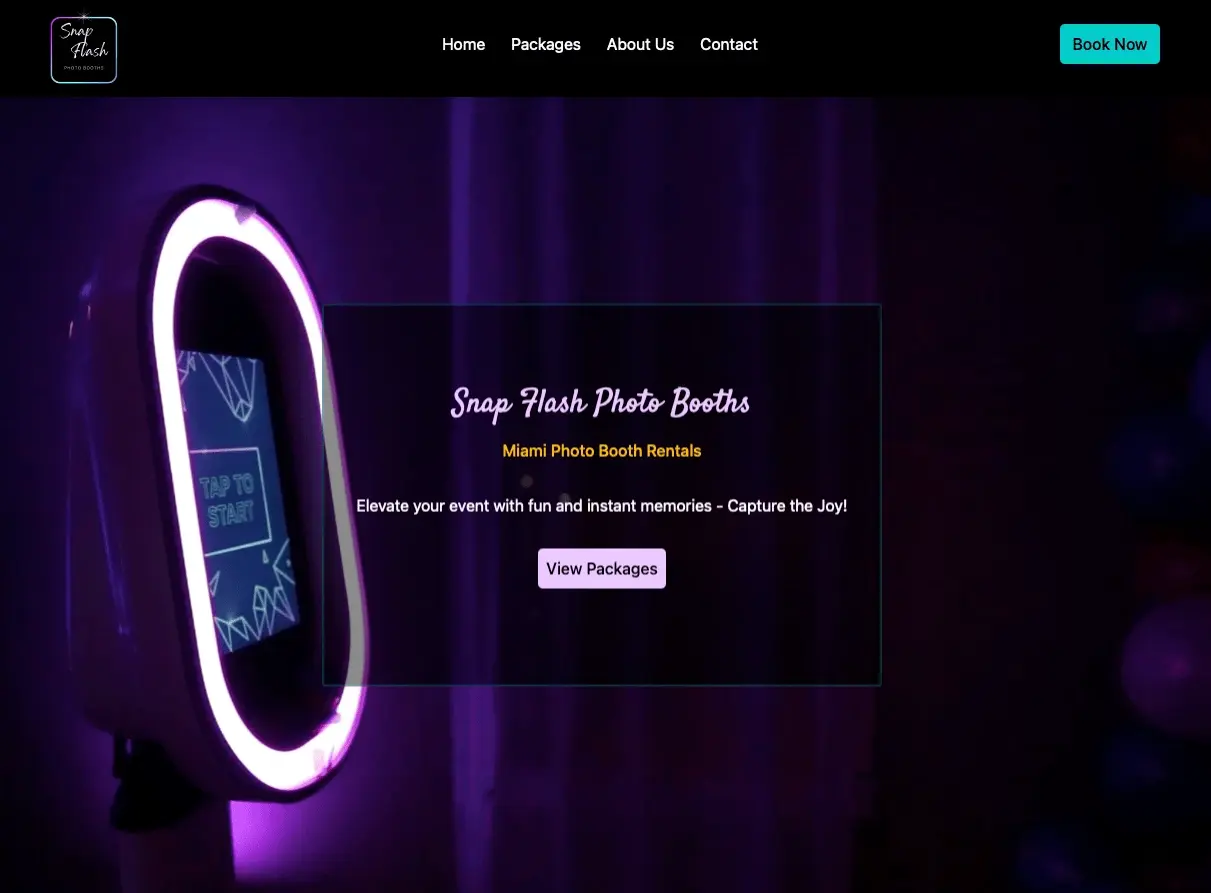 Snap
Flash
PHOTO BOOTHS
Home
Packages
About Us
Contact
Book Now
Snap Flash Photo Booths
Miami Photo Booth Rentals
Elevate your event with fun and instant memories - Capture the Joy!
View Packages
TAP TO
START